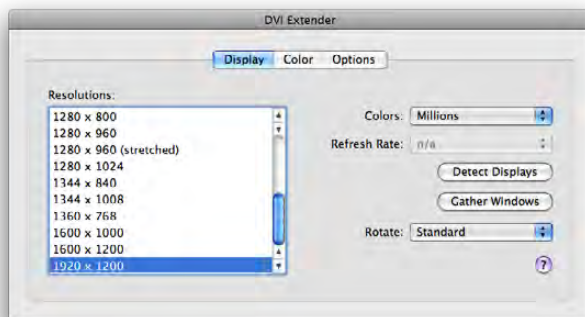 DVI Extender
Display Color Options
Resolutions:
1280 x 800
1280 x 960
1280 x 960 (stretched)
1280 x 1024
1344 x 840
1344 x 1008
1360 x 768
1600 x 1000
1600 x 1200
1920 x 1200
Colors: Millions
Refresh Rate: n/a
Detect Displays
Gather Windows
Rotate: Standard
?